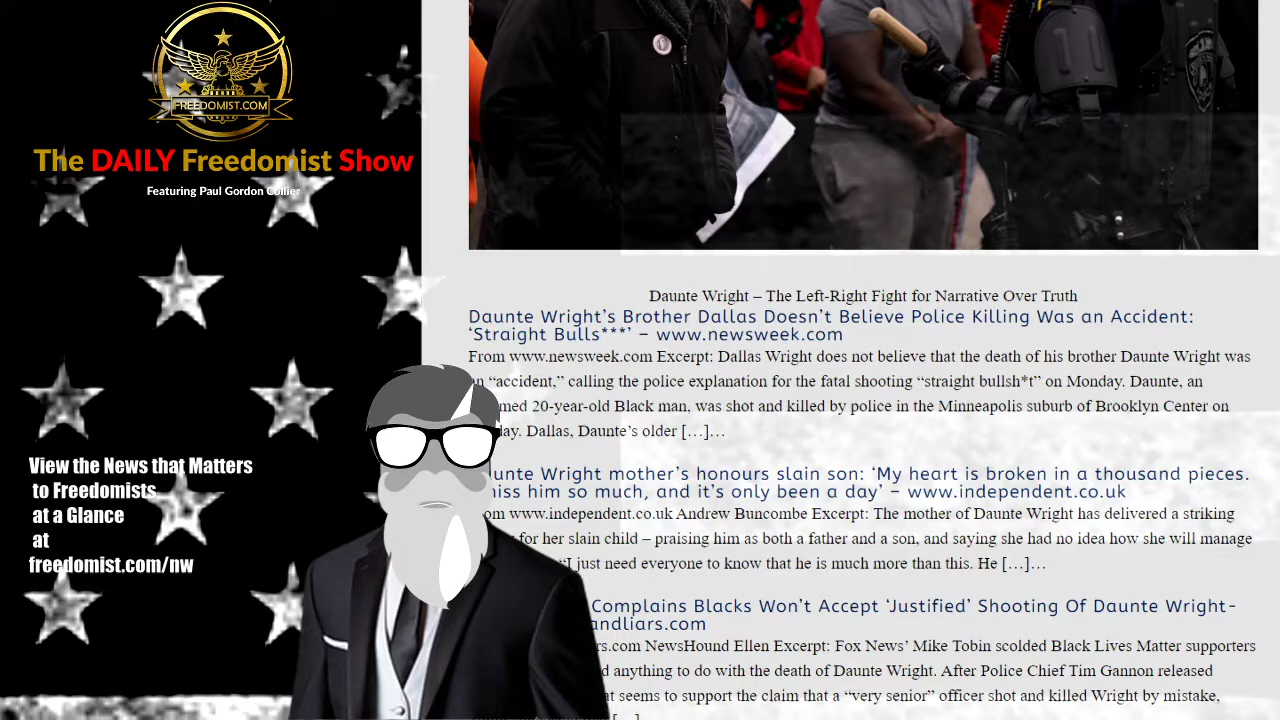 FREEDOMIST.COM
The DAILY Freedomist Show
Featuring Paul Gordon Collier
View the News that Matters
to Freedomists
at a Glance
at
freedomist.com/nw
Daunte Wright – The Left-Right Fight for Narrative Over Truth
Daunte Wright’s Brother Dallas Doesn’t Believe Police Killing Was an Accident:
‘Straight Bulls***’ – www.newsweek.com
From www.newsweek.com Excerpt: Dallas Wright does not believe that the death of his brother Daunte Wright was
“accident,” calling the police explanation for the fatal shooting “straight bullsh*t” on Monday. Daunte, an
20-year-old Black man, was shot and killed by police in the Minneapolis suburb of Brooklyn Center on
Dallas, Daunte’s older […]…
Wright mother’s honours slain son: ‘My heart is broken in a thousand pieces.
him so much, and it’s only been a day’ – www.independent.co.uk
www.independent.co.uk Andrew Buncombe Excerpt: The mother of Daunte Wright has delivered a striking
for her slain child – praising him as both a father and a son, and saying she had no idea how she will manage
“I just need everyone to know that he is much more than this. He […]…
Complains Blacks Won’t Accept ‘Justified’ Shooting Of Daunte Wright-
andliars.com
rs.com NewsHound Ellen Excerpt: Fox News’ Mike Tobin scolded Black Lives Matter supporters
anything to do with the death of Daunte Wright. After Police Chief Tim Gannon released
seems to support the claim that a “very senior” officer shot and killed Wright by mistake,